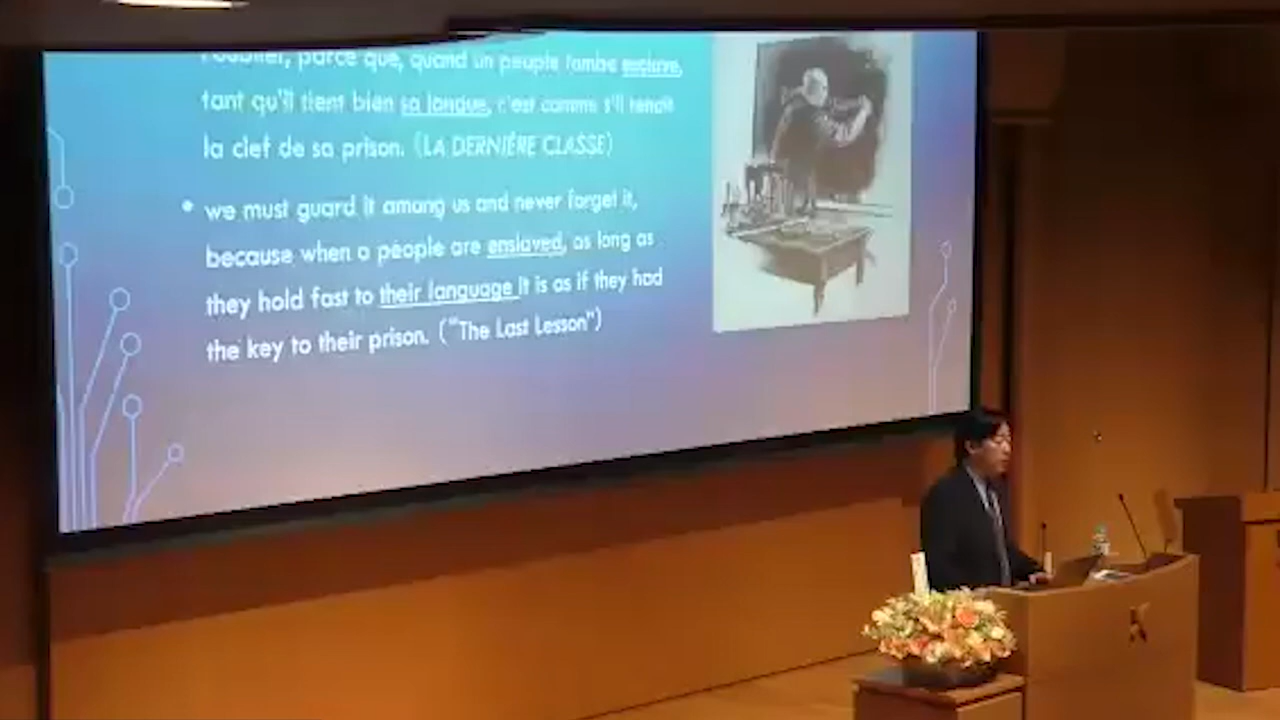 l'oublier, parce que, quand un peuple tombe esclave,
tant qu'il tient bien sa langue, c'est comme s'il tenait
la clef de sa prison. (LA DERNIÉRE CLASSE)
• we must guard it among us and never forget it,
because when a people are enslaved, as long as
they hold fast to their language it is as if they had
the key to their prison. ("The Last Lesson")
K